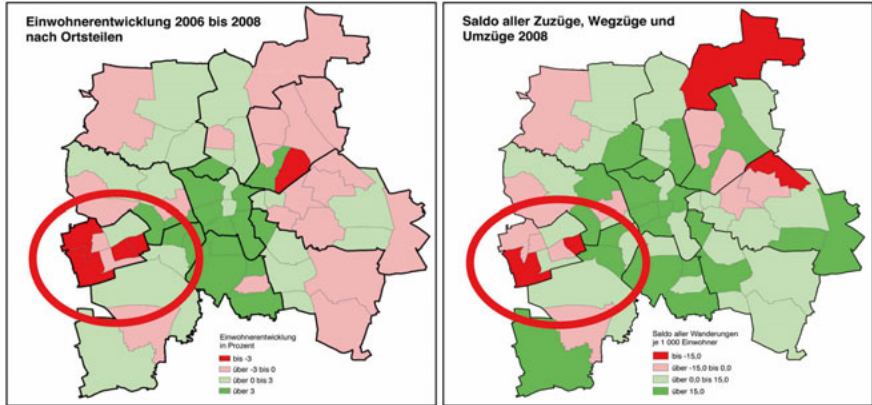 Einwohnerentwicklung 2006 bis 2008
nach Ortsteilen
Einwohnerentwicklung
in Prozent
bis -3
über -3 bis 0
über 0 bis 3
über 3
Saldo aller Zuzüge, Wegzüge und
Umzüge 2008
Saldo aller Wanderungen
je 1 000 Einwohner
bis -15,0
über -15,0 bis 0,0
über 0,0 bis 15,0
über 15,0